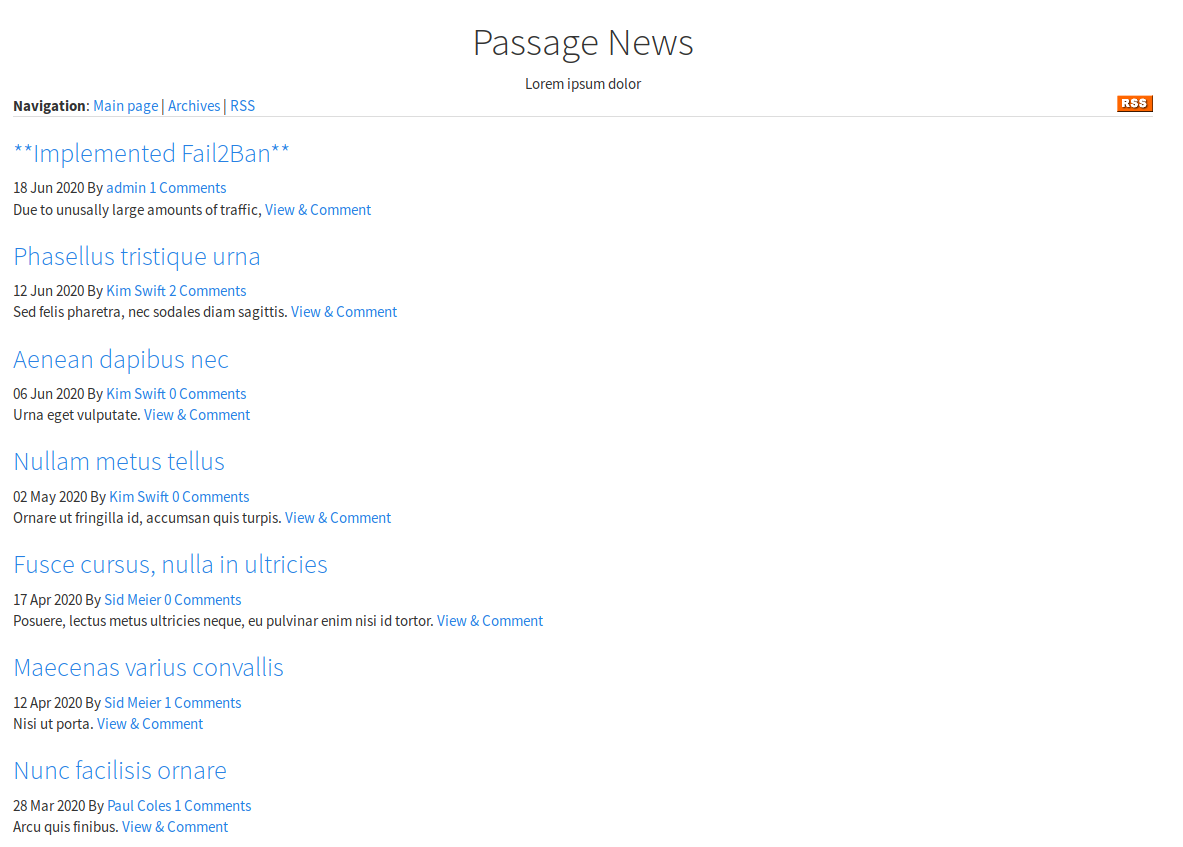 Passage News
Lorem ipsum dolor
Navigation: Main page | Archives | RSS
RSS
**Implemented Fail2Ban**
18 Jun 2020 By admin 1 Comments
Due to unusally large amounts of traffic, View & Comment
Phasellus tristique urna
12 Jun 2020 By Kim Swift 2 Comments
Sed felis pharetra, nec sodales diam sagittis. View & Comment
Aenean dapibus nec
06 Jun 2020 By Kim Swift 0 Comments
Urna eget vulputate. View & Comment
Nullam metus tellus
02 May 2020 By Kim Swift 0 Comments
Ornare ut fringilla id, accumsan quis turpis. View & Comment
Fusce cursus, nulla in ultricies
17 Apr 2020 By Sid Meier 0 Comments
Posuere, lectus metus ultricies neque, eu pulvinar enim nisi id tortor. View & Comment
Maecenas varius convallis
12 Apr 2020 By Sid Meier 1 Comments
Nisi ut porta. View & Comment
Nunc facilisis ornare
28 Mar 2020 By Paul Coles 1 Comments
Arcu quis finibus. View & Comment